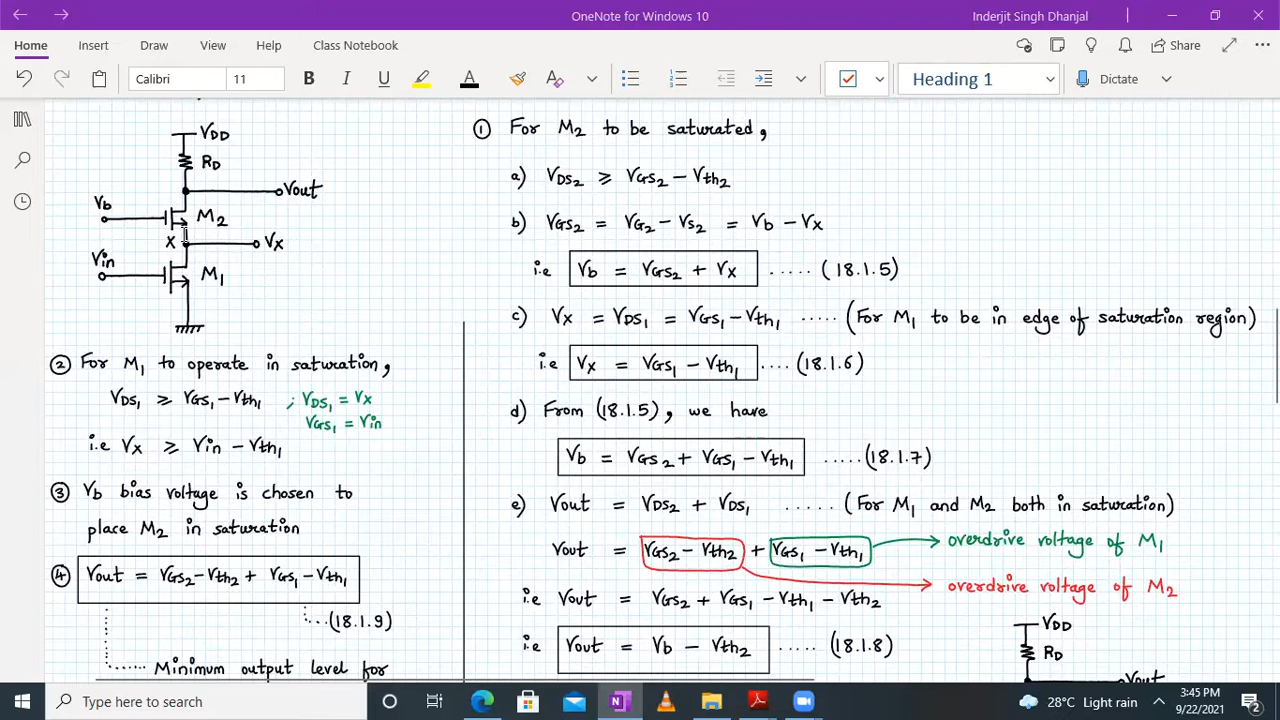 OneNote for Windows 10
Inderjit Singh Dhanjal
Home Insert Draw View Help Class Notebook
Share
Calibri 11
B I U A
Heading 1
Dictate
VDD
RD
Vout
Vb
M2
X
Vx
Vin
M1
② For M1 to operate in saturation,
VDS1 ≥ VGS1 - Vth1 ; VDS1 = Vx
VGS1 = Vin
i.e Vx ≥ Vin - Vth1
③ Vb bias voltage is chosen to
place M2 in saturation
④ Vout = VGS2 - Vth2 + VGS1 - Vth1
....(18.1.9)
...... Minimum output level for
① For M2 to be saturated,
a) VDS2 ≥ VGS2 - Vth2
b) VGS2 = VG2 - VS2 = Vb - Vx
i.e Vb = VGS2 + Vx ..... (18.1.5)
c) Vx = VDS1 = VGS1 - Vth1 ..... (For M1 to be in edge of saturation region)
i.e Vx = VGS1 - Vth1 .... (18.1.6)
d) From (18.1.5), we have
Vb = VGS2 + VGS1 - Vth1 .....(18.1.7)
e) Vout = VDS2 + VDS1 ..... (For M1 and M2 both in saturation)
Vout = VGS2 - Vth2 + VGS1 - Vth1 overdrive voltage of M1
overdrive voltage of M2
i.e Vout = VGS2 + VGS1 - Vth1 - Vth2
i.e Vout = Vb - Vth2 ..... (18.1.8)
VDD
RD
Vout
Type here to search
28°C Light rain
3:45 PM
9/22/2021
2